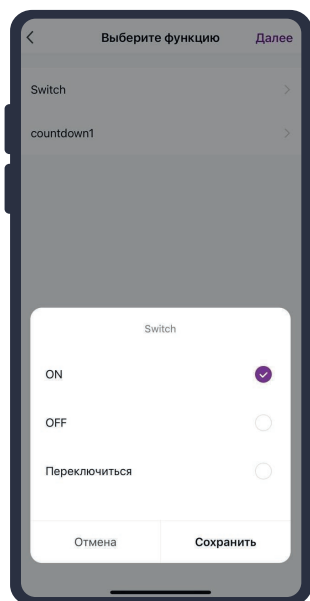 Выберите функцию Далее
Switch
countdown1
Switch
ON
OFF
Переключиться
Отмена Сохранить